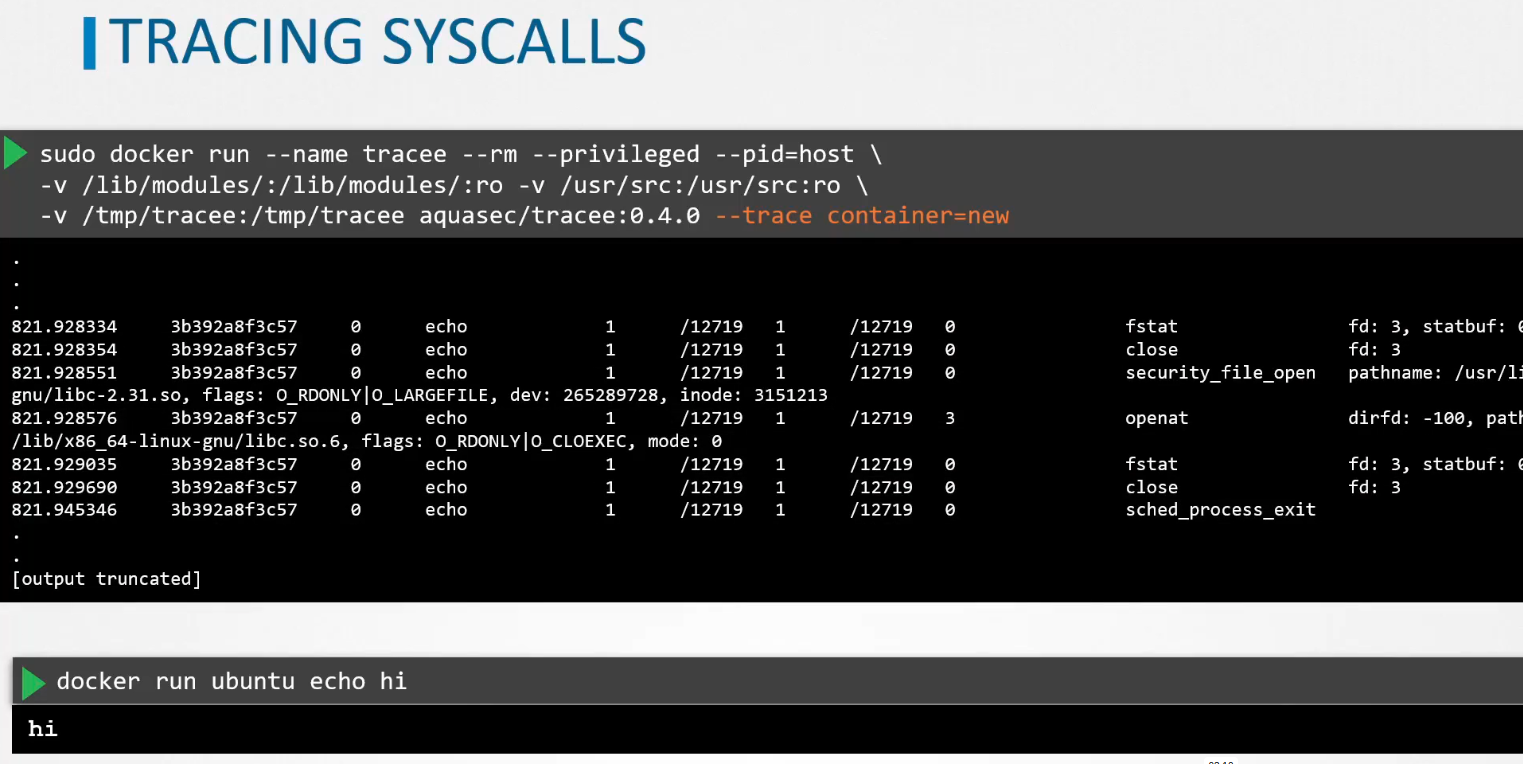 TRACING SYSCALLS
sudo docker run --name tracee --rm --privileged --pid=host \
-v /lib/modules/:/lib/modules/:ro -v /usr/src:/usr/src:ro \
-v /tmp/tracee:/tmp/tracee aquasec/tracee:0.4.0 --trace container=new
.
.
.
821.928334 3b392a8f3c57 0 echo 1 /12719 1 /12719 0 fstat fd: 3, statbuf:
821.928354 3b392a8f3c57 0 echo 1 /12719 1 /12719 0 close fd: 3
821.928551 3b392a8f3c57 0 echo 1 /12719 1 /12719 0 security_file_open pathname: /usr/li
gnu/libc-2.31.so, flags: O_RDONLY|O_LARGEFILE, dev: 265289728, inode: 3151213
821.928576 3b392a8f3c57 0 echo 1 /12719 1 /12719 3 openat dirfd: -100, path
/lib/x86_64-linux-gnu/libc.so.6, flags: O_RDONLY|O_CLOEXEC, mode: 0
821.929035 3b392a8f3c57 0 echo 1 /12719 1 /12719 0 fstat fd: 3, statbuf:
821.929690 3b392a8f3c57 0 echo 1 /12719 1 /12719 0 close fd: 3
821.945346 3b392a8f3c57 0 echo 1 /12719 1 /12719 0 sched_process_exit
.
.
[output truncated]
docker run ubuntu echo hi
hi